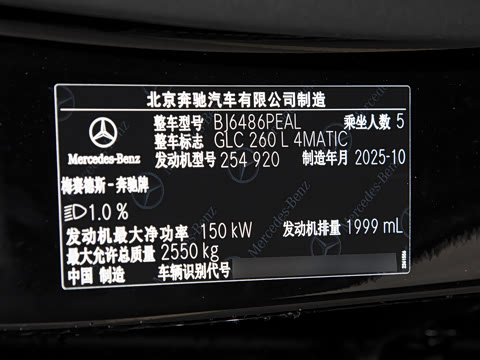 北京奔驰汽车有限公司制造
整车型号 BJ6486PEAL 乘坐人数 5
整车标志 GLC 260 L 4MATIC
Mercedes-Benz
发动机型号 254 920 制造年月 2025-10
梅赛德斯-奔驰牌
1.0 %
发动机最大净功率 150 kW 发动机排量 1999 mL
最大允许总质量 2550 kg
中国 制造 车辆识别代号